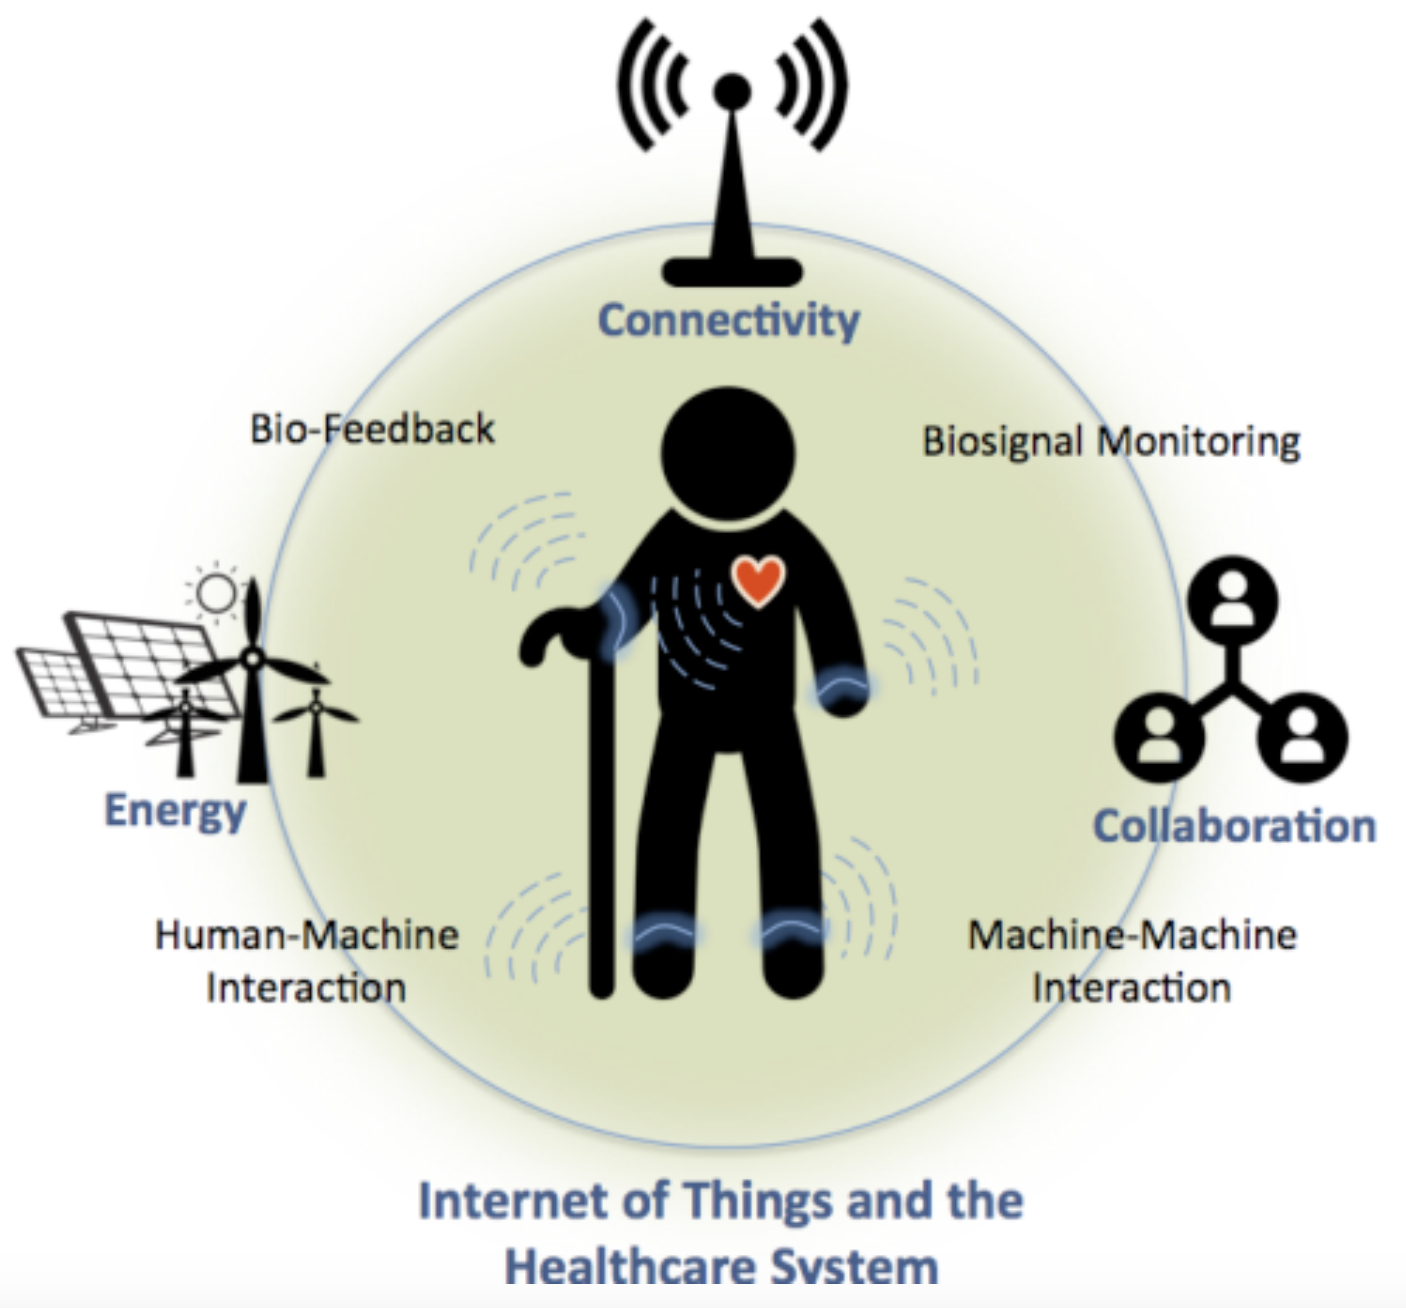 Connectivity
Bio-Feedback
Biosignal Monitoring
Energy
Collaboration
Human-Machine
Interaction
Machine-Machine
Interaction
Internet of Things and the
Healthcare System